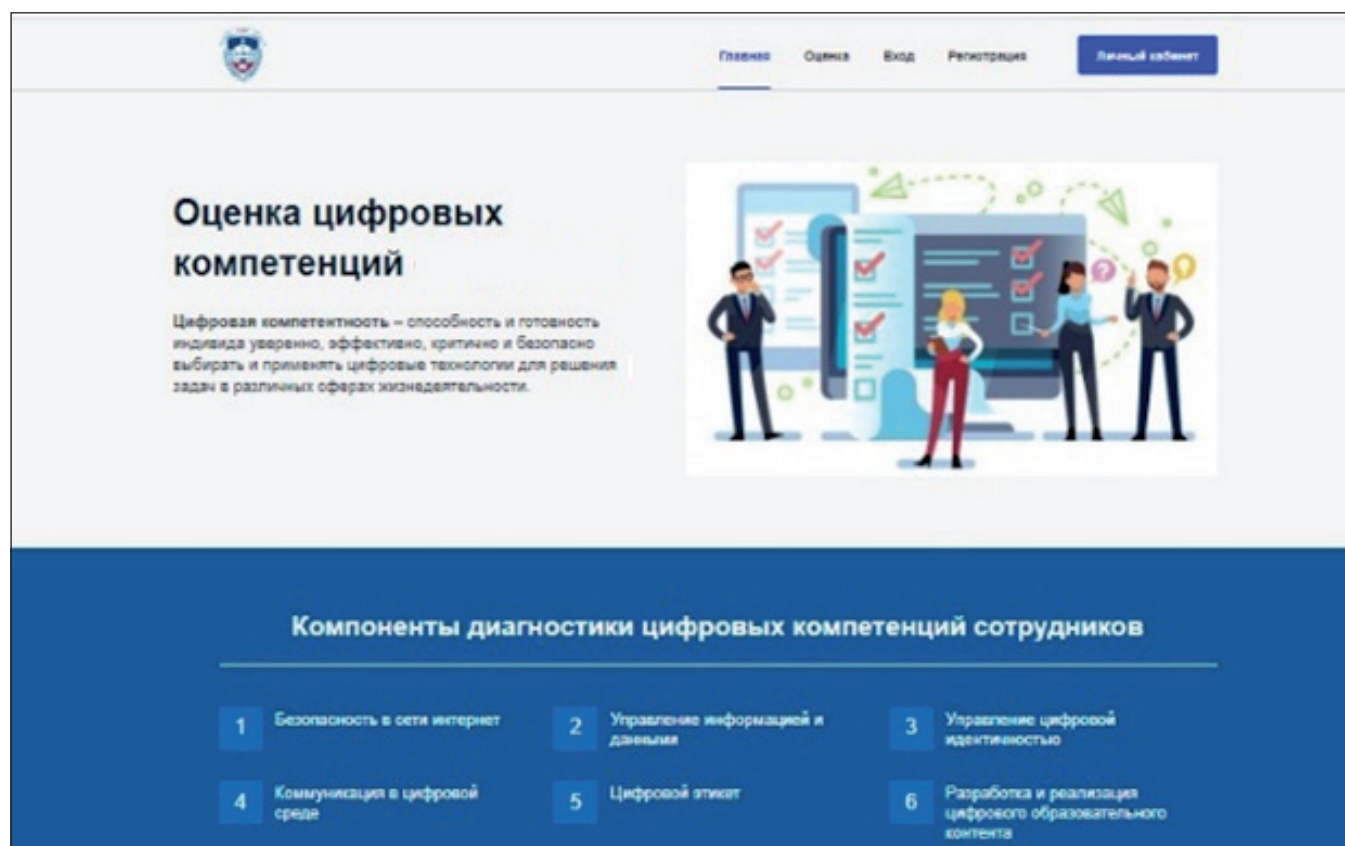 Главная Оценка Вход Регистрация Личный кабинет
Оценка цифровых
компетенций
Цифровая компетентность – способность и готовность
индивида уверенно, эффективно, критично и безопасно
выбирать и применять цифровые технологии для решения
задач в различных сферах жизнедеятельности.
Компоненты диагностики цифровых компетенций сотрудников
1 Безопасность в сети интернет
2 Управление информацией и
данными
3 Управление цифровой
идентичностью
4 Коммуникация в цифровой
среде
5 Цифровой этикет
6 Разработка и реализация
цифрового образовательного
контента